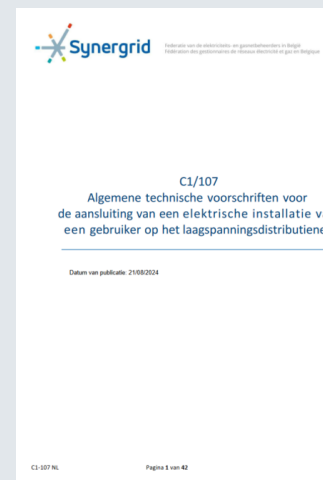 Synergrid
Federatie van de elektriciteits- en gasnetbeheerders in België
Fédération des gestionnaires de réseaux électricité et gaz en Belgique
C1/107
Algemene technische voorschriften voor
de aansluiting van een elektrische installatie v
een gebruiker op het laagspanningsdistributiene
Datum van publicatie: 21/08/2024
C1-107 NL
Pagina 1 van 42